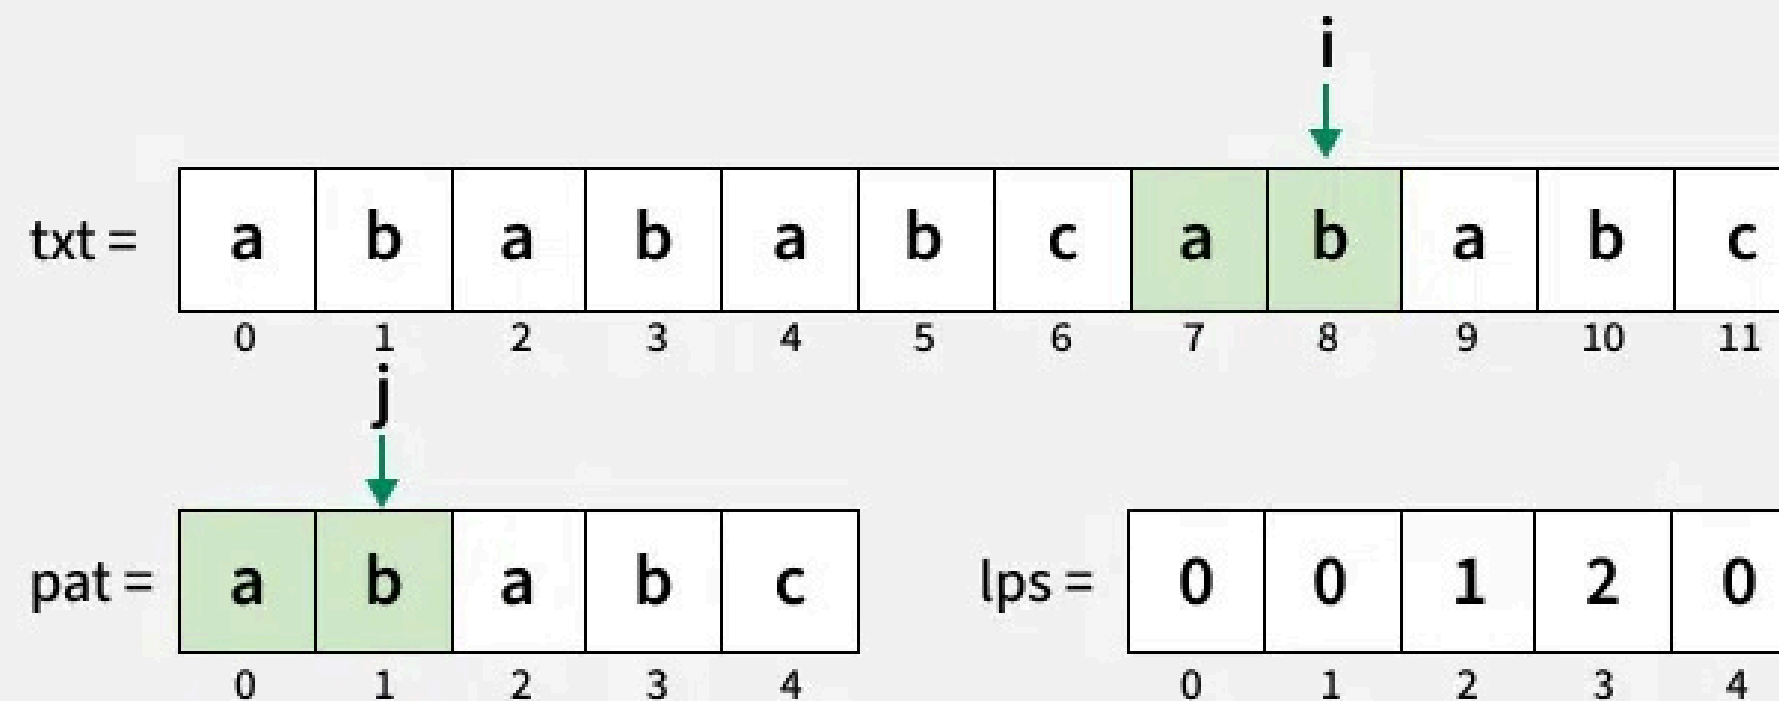 i
txt = a b a b a b c a b a b c
0 1 2 3 4 5 6 7 8 9 10 11
j
pat = a b a b c lps = 0 0 1 2 0
0 1 2 3 4 0 1 2 3 4